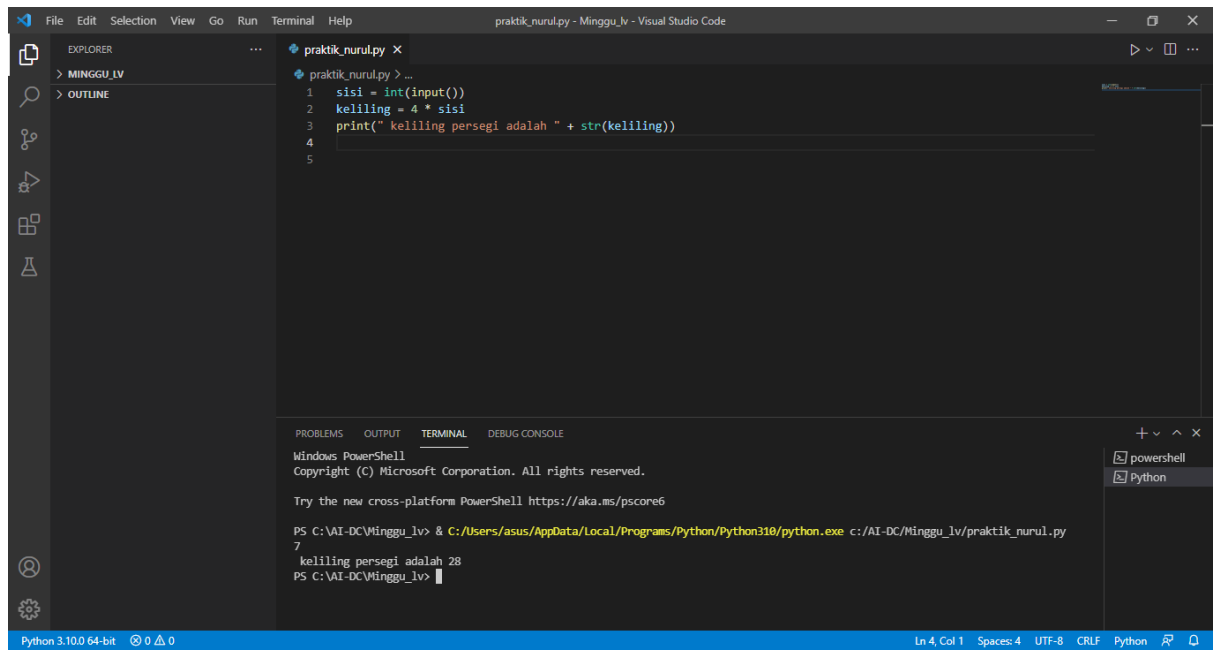 File Edit Selection View Go Run Terminal Help praktik_nurul.py - Minggu_lv - Visual Studio Code
EXPLORER
MINGGU_LV
OUTLINE
praktik_nurul.py
praktik_nurul.py > ...
1 sisi = int(input())
2 keliling = 4 * sisi
3 print(" keliling persegi adalah " + str(keliling))
4
5
PROBLEMS OUTPUT TERMINAL DEBUG CONSOLE
Windows PowerShell
Copyright (C) Microsoft Corporation. All rights reserved.
Try the new cross-platform PowerShell https://aka.ms/pscore6
PS C:\AI-DC\Minggu_lv> & C:/Users/asus/AppData/Local/Programs/Python/Python310/python.exe c:/AI-DC/Minggu_lv/praktik_nurul.py
7
keliling persegi adalah 28
PS C:\AI-DC\Minggu_lv>
powershell
Python
Python 3.10.0 64-bit 0 0 Ln 4, Col 1 Spaces: 4 UTF-8 CRLF Python